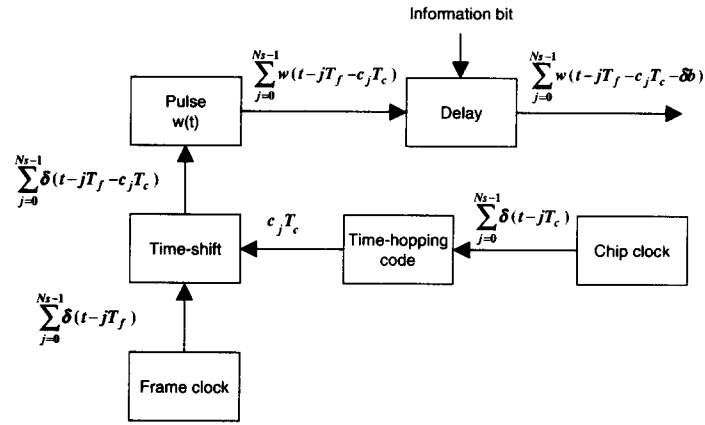 Information bit
Ns-1
∑ w(t-jT_f-c_jT_c)
j=0
Ns-1
∑ w(t-jT_f-c_jT_c-δb)
j=0
Pulse
w(t)
Delay
Ns-1
∑ δ(t-jT_f-c_jT_c)
j=0
Time-shift
c_jT_c
Time-hopping
code
Ns-1
∑ δ(t-jT_c)
j=0
Chip clock
Ns-1
∑ δ(t-jT_f)
j=0
Frame clock